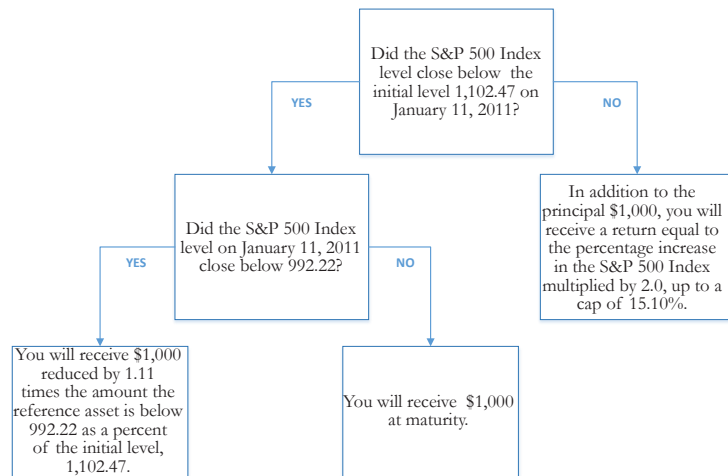 Did the S&P 500 Index
level close below the
initial level 1,102.47 on
January 11, 2011?
YES
NO
Did the S&P 500 Index
level on January 11, 2011
close below 992.22?
In addition to the
principal $1,000, you will
receive a return equal to
the percentage increase
in the S&P 500 Index
multiplied by 2.0, up to a
cap of 15.10%.
YES
NO
You will receive $1,000
reduced by 1.11
times the amount the
reference asset is below
992.22 as a percent
of the initial level,
1,102.47.
You will receive $1,000
at maturity.